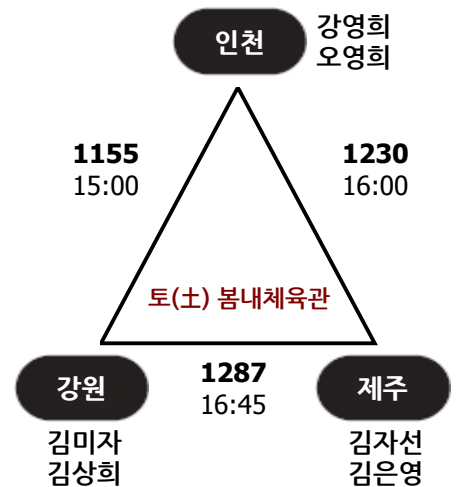 인천
강영희
오영희
1155
15:00
1230
16:00
토(土) 봄내체육관
강원
1287
16:45
제주
김미자
김상희
김자선
김은영